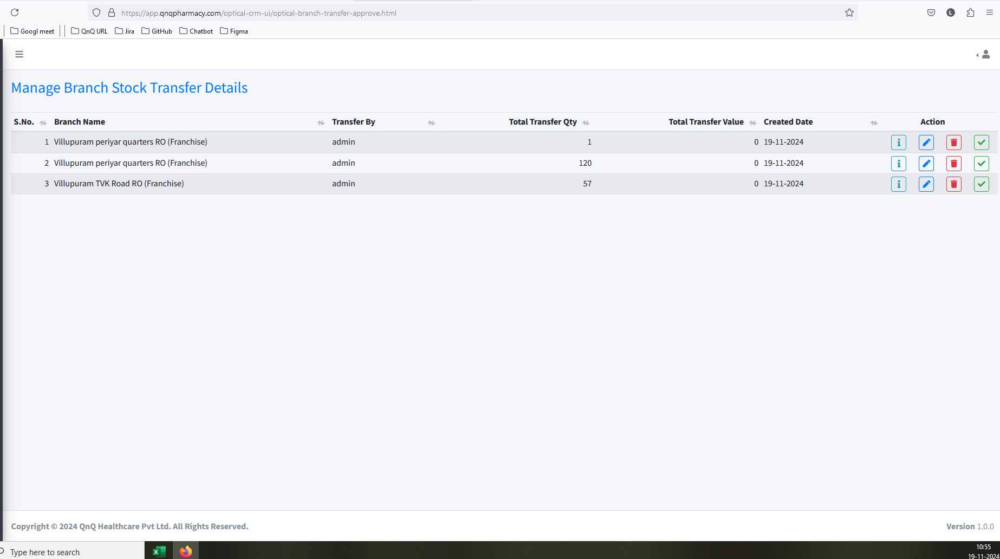 https://app.qnqpharmacy.com/optical-crm-ui/optical-branch-transfer-approve.html
L
Googl meet QnQ URL Jira GitHub Chatbot Figma
Manage Branch Stock Transfer Details
S.No. Branch Name Transfer By Total Transfer Qty Total Transfer Value Created Date Action
1 Villupuram periyar quarters RO (Franchise) admin 1 0 19-11-2024
2 Villupuram periyar quarters RO (Franchise) admin 120 0 19-11-2024
3 Villupuram TVK Road RO (Franchise) admin 57 0 19-11-2024
Copyright © 2024 QnQ Healthcare Pvt Ltd. All Rights Reserved. Version 1.0.0
Type here to search
10:55
19-11-2024